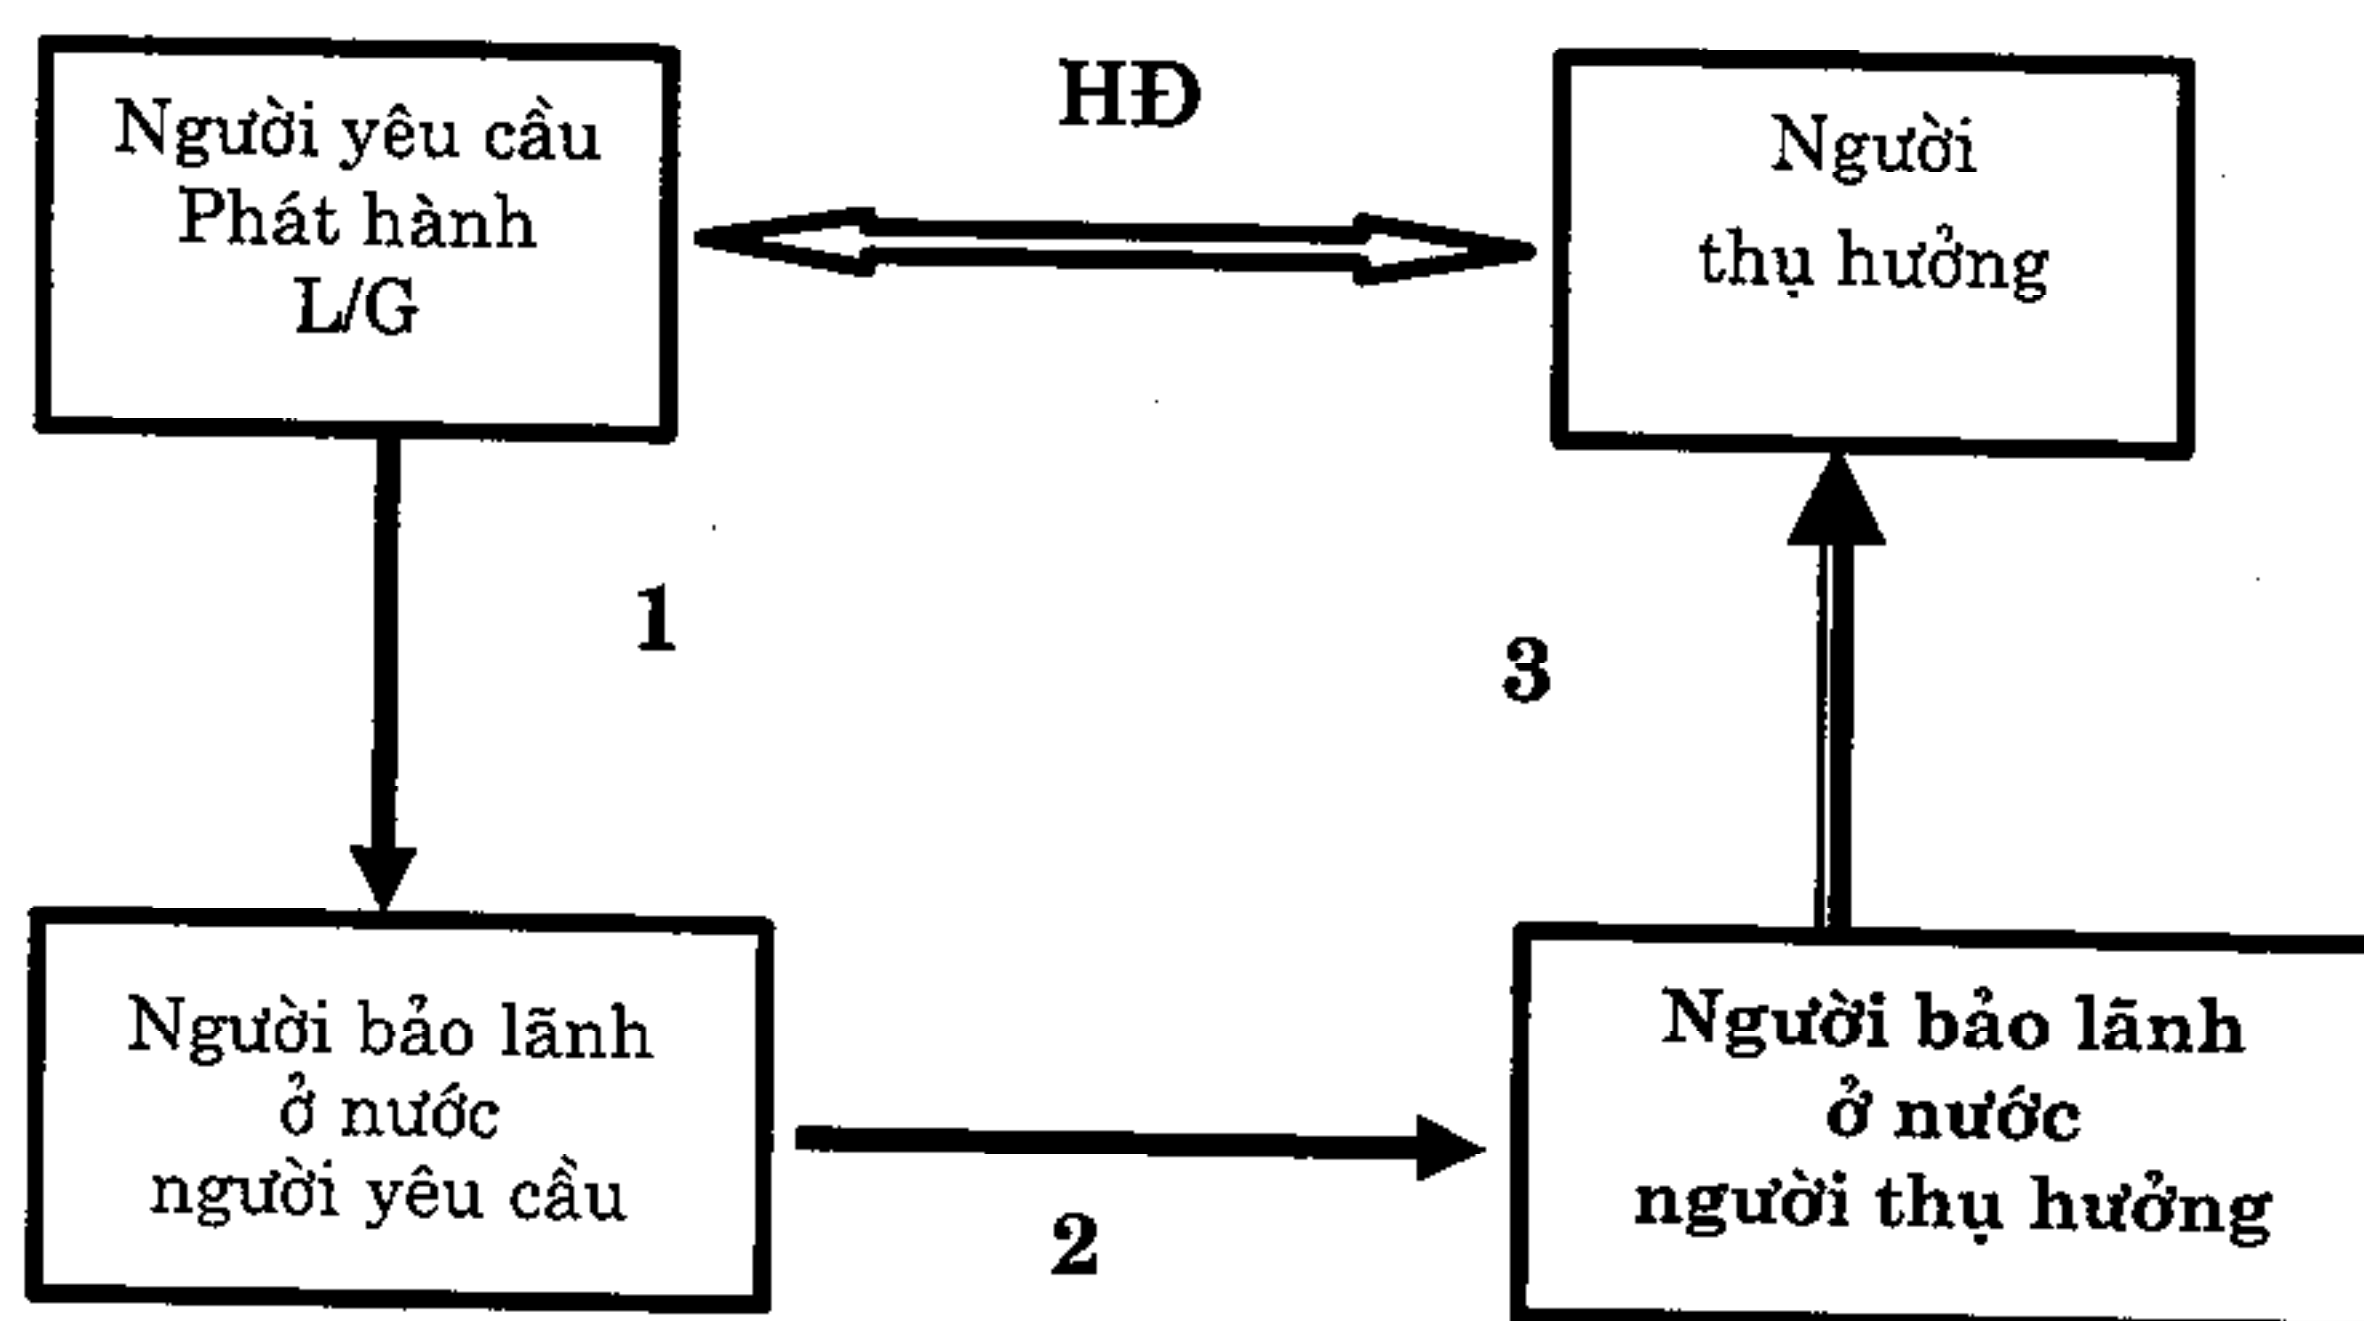 Người yêu cầu
Phát hành
L/G
HĐ
Người
thụ hưởng
1
3
Người bảo lãnh
ở nước
người yêu cầu
2
Người bảo lãnh
ở nước
người thụ hưởng